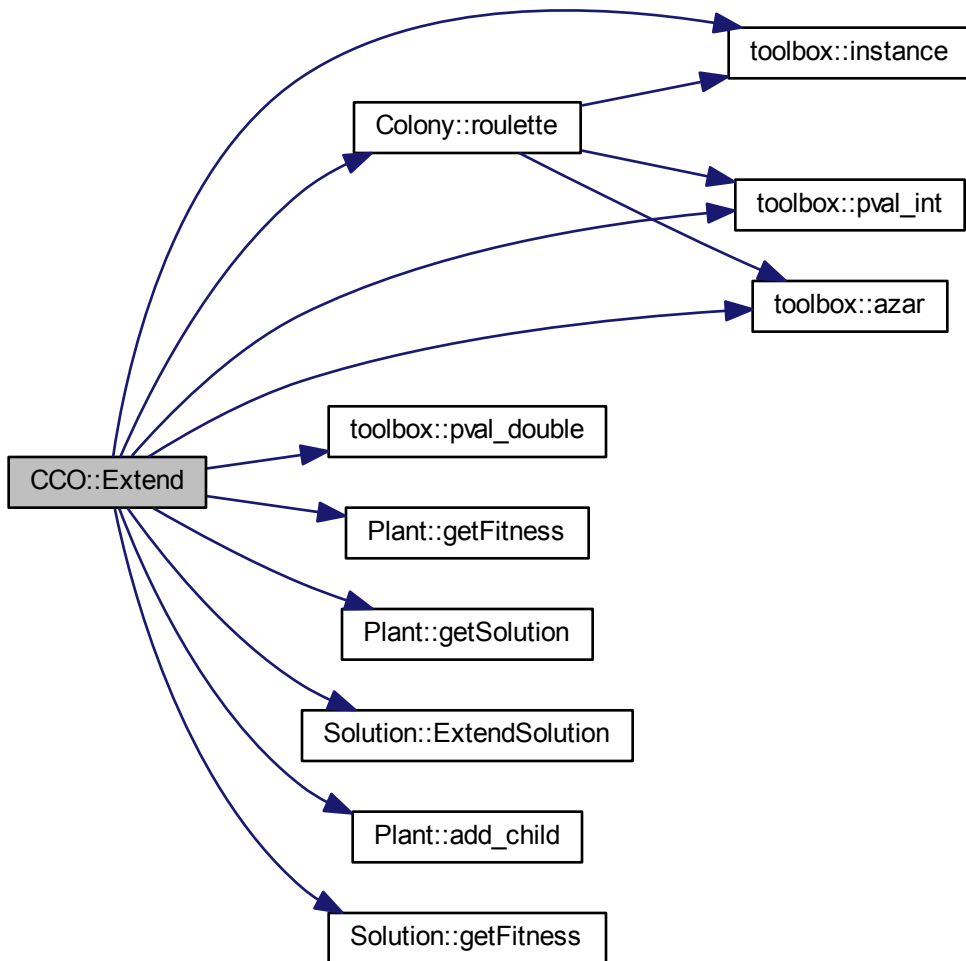 toolbox::instance
Colony::roulette
toolbox::pval_int
toolbox::azar
toolbox::pval_double
CCO::Extend
Plant::getFitness
Plant::getSolution
Solution::ExtendSolution
Plant::add_child
Solution::getFitness